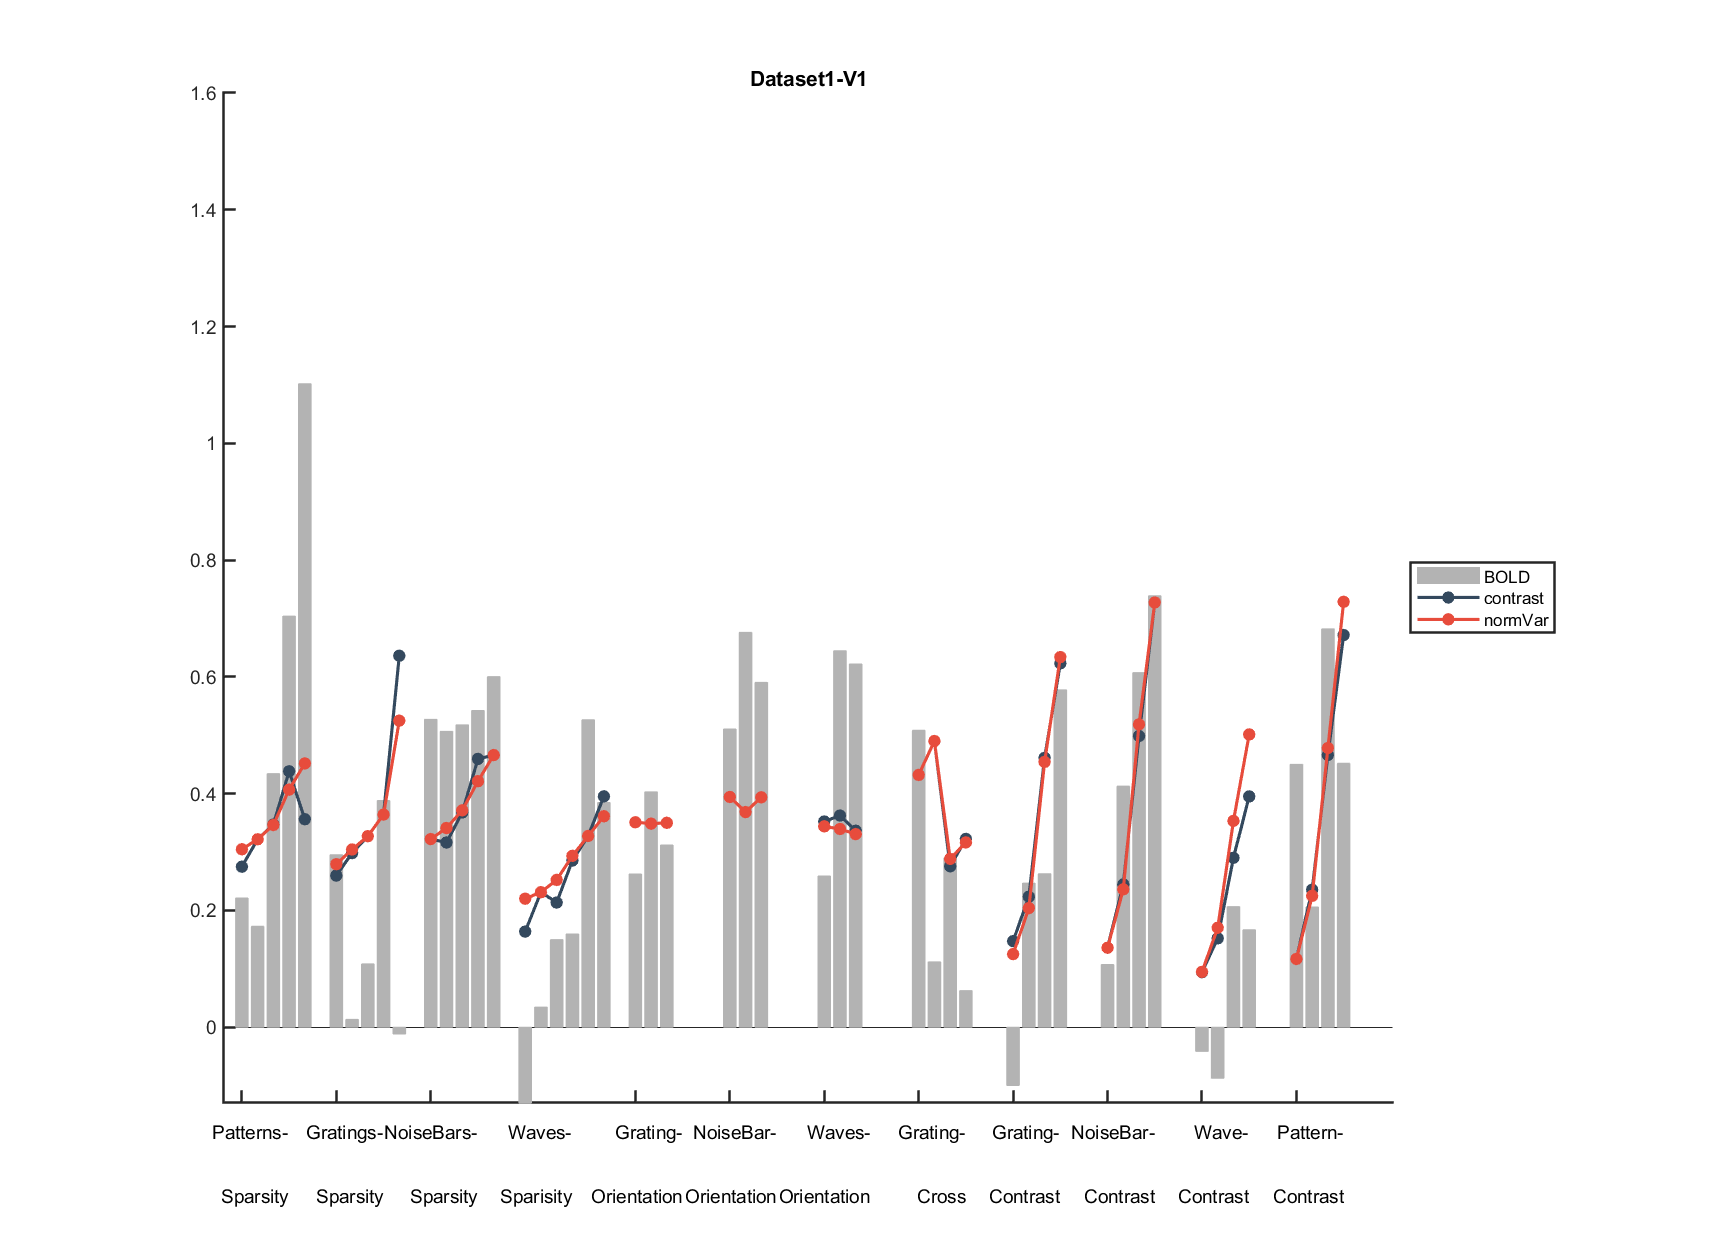 Dataset1-V1
1.6
1.4
1.2
1
0.8
0.6
0.4
0.2
0
BOLD
contrast
normVar
Patterns- Gratings- NoiseBars- Waves- Grating- NoiseBar- Waves- Grating- Grating- NoiseBar- Wave- Pattern-
Sparsity Sparsity Sparsity Sparisity Orientation Orientation Orientation Cross Contrast Contrast Contrast Contrast